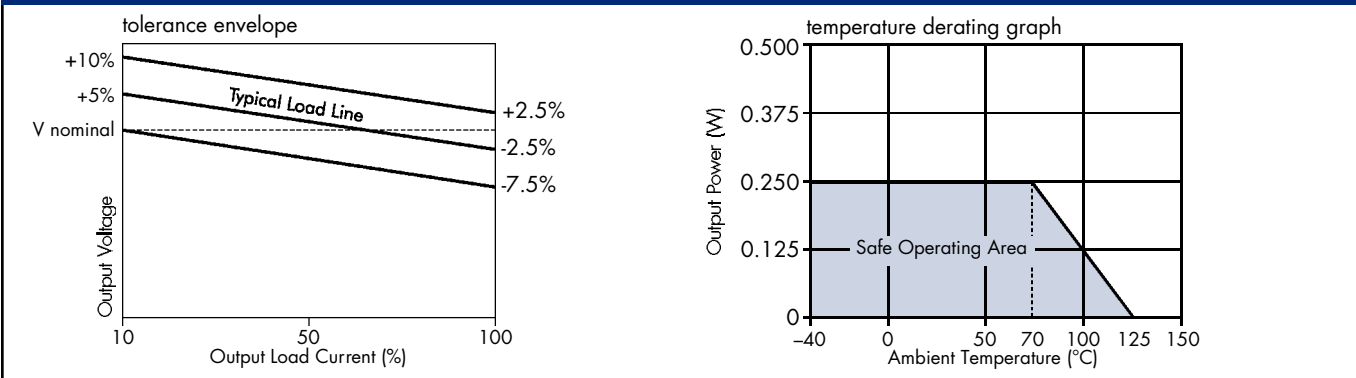 tolerance envelope
+10%
+5%
V nominal
Typical Load Line
+2.5%
-2.5%
-7.5%
Output Voltage
10
50
100
Output Load Current (%)
temperature derating graph
0.500
0.375
0.250
0.125
0
Output Power (W)
Safe Operating Area
–40
0
50
70
100
125
150
Ambient Temperature (°C)